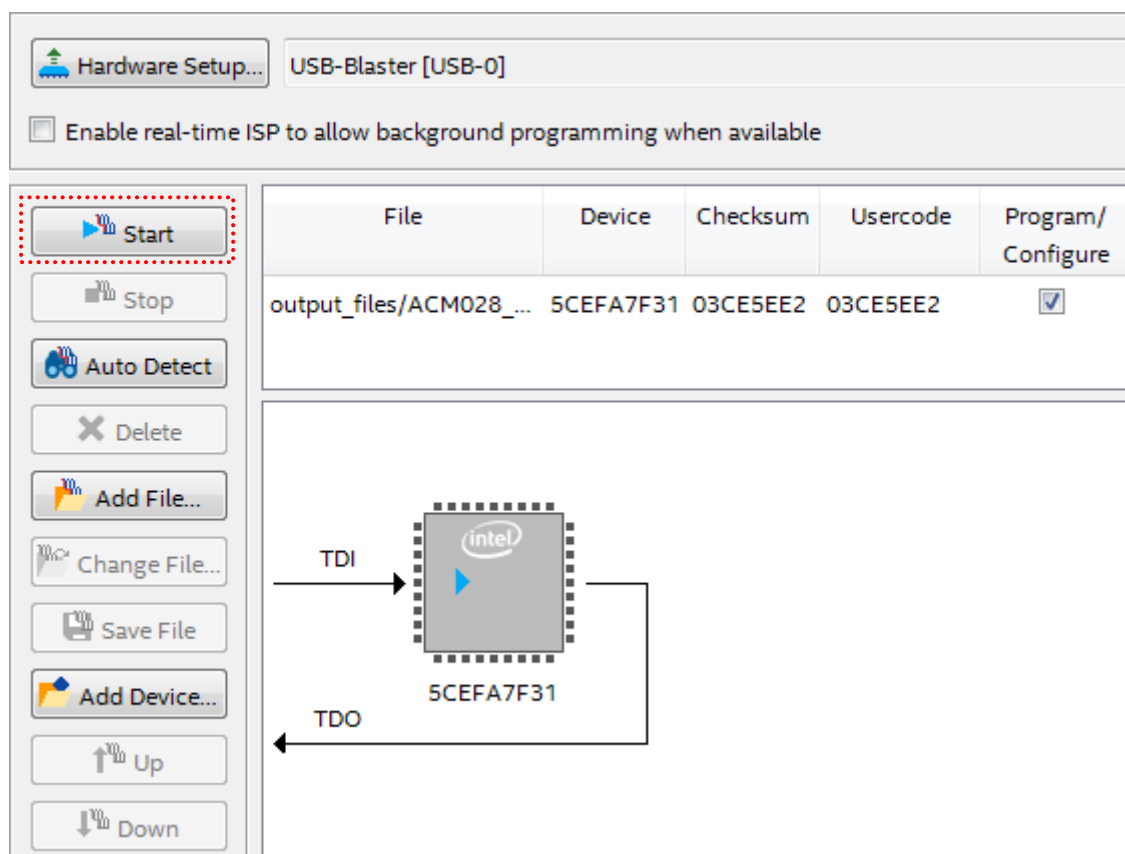 Hardware Setup... USB-Blaster [USB-0]
Enable real-time ISP to allow background programming when available
Start
Stop
Auto Detect
Delete
Add File...
Change File...
Save File
Add Device...
Up
Down
File Device Checksum Usercode Program/
Configure
output_files/ACM028_... 5CEFA7F31 03CE5EE2 03CE5EE2
intel
TDI
5CEFA7F31
TDO